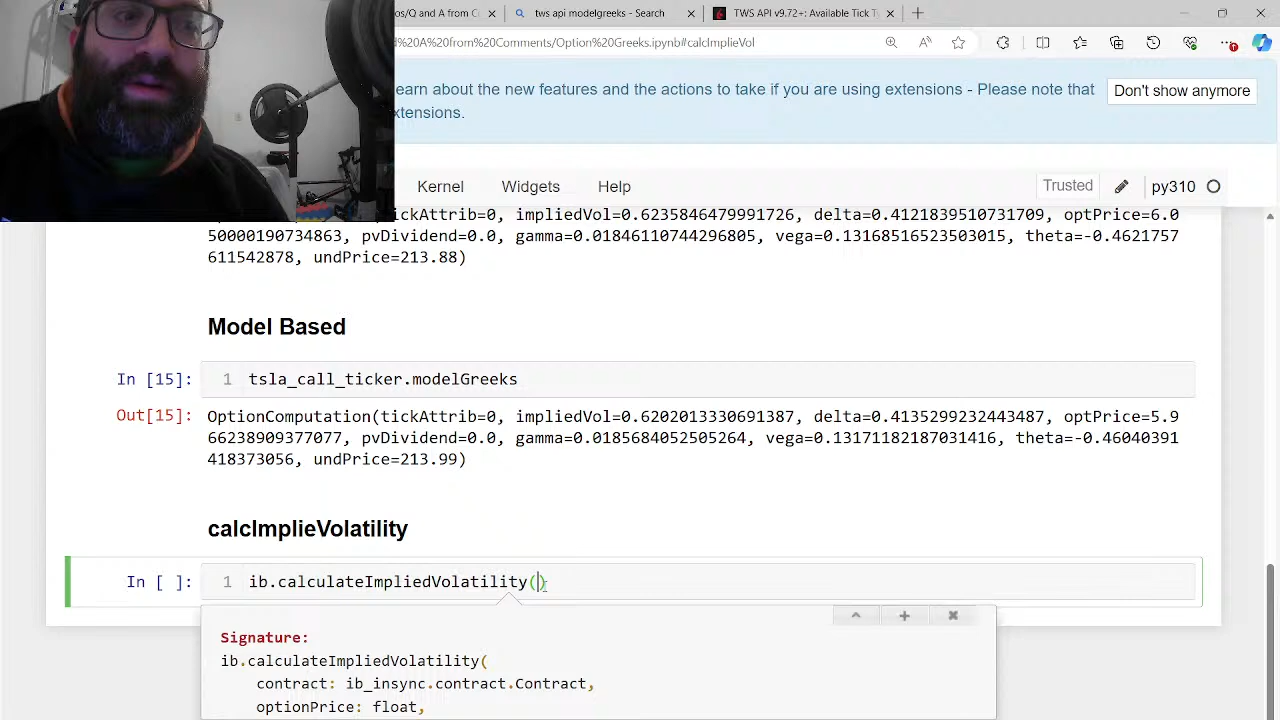 os/Q and A from C
tws api modelgreeks - Search
TWS API v9.72+: Available Tick T
d%20A%20from%20Comments/Option%20Greeks.ipynb#calcImplieVol
earn about the new features and the actions to take if you are using extensions - Please note that
xtensions.
Don't show anymore
Kernel
Widgets
Help
Trusted
py310
ickAttrib=0, impliedVol=0.6235846479991726, delta=0.4121839510731709, optPrice=6.0
50000190734863, pvDividend=0.0, gamma=0.01846110744296805, vega=0.13168516523503015, theta=-0.4621757
611542878, undPrice=213.88)
Model Based
In [15]:
1 tsla_call_ticker.modelGreeks
Out[15]:
OptionComputation(tickAttrib=0, impliedVol=0.6202013330691387, delta=0.4135299232443487, optPrice=5.9
66238909377077, pvDividend=0.0, gamma=0.0185684052505264, vega=0.13171182187031416, theta=-0.46040391
418373056, undPrice=213.99)
calcImplieVolatility
In [ ]:
1 ib.calculateImpliedVolatility()
Signature:
ib.calculateImpliedVolatility(
contract: ib_insync.contract.Contract,
optionPrice: float,